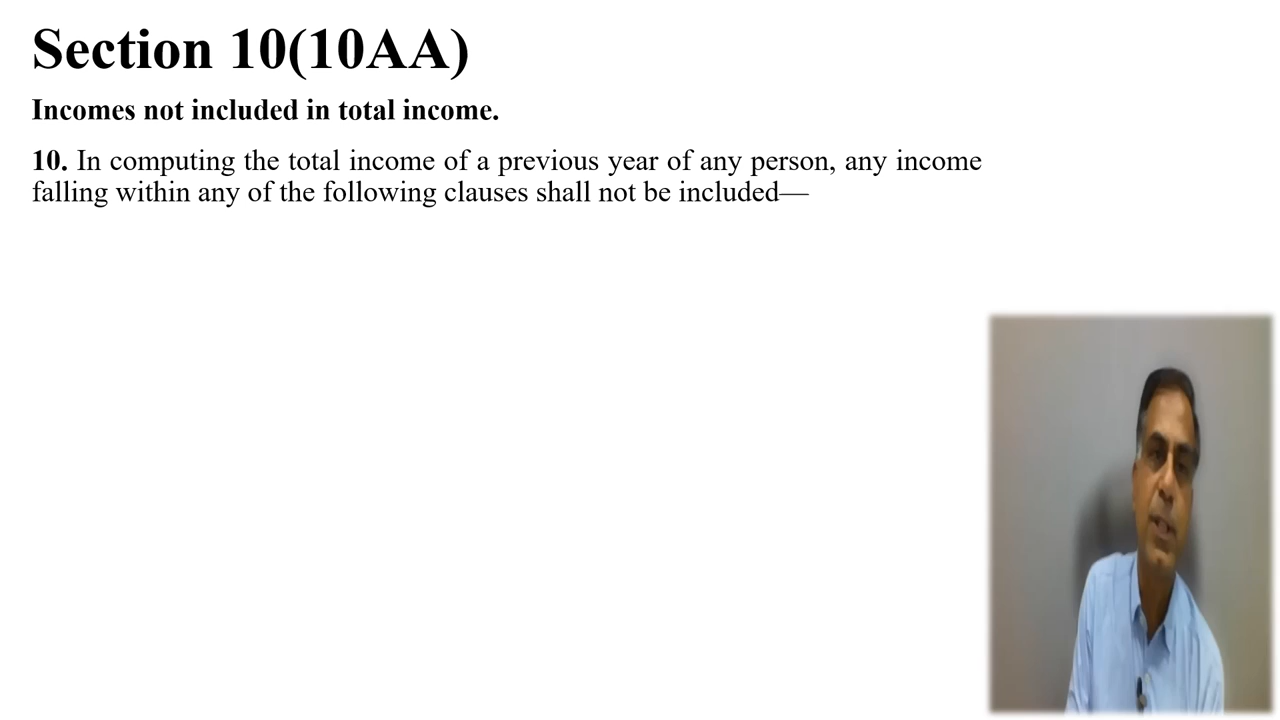 Section 10(10AA)
Incomes not included in total income.
10. In computing the total income of a previous year of any person, any income
falling within any of the following clauses shall not be included—